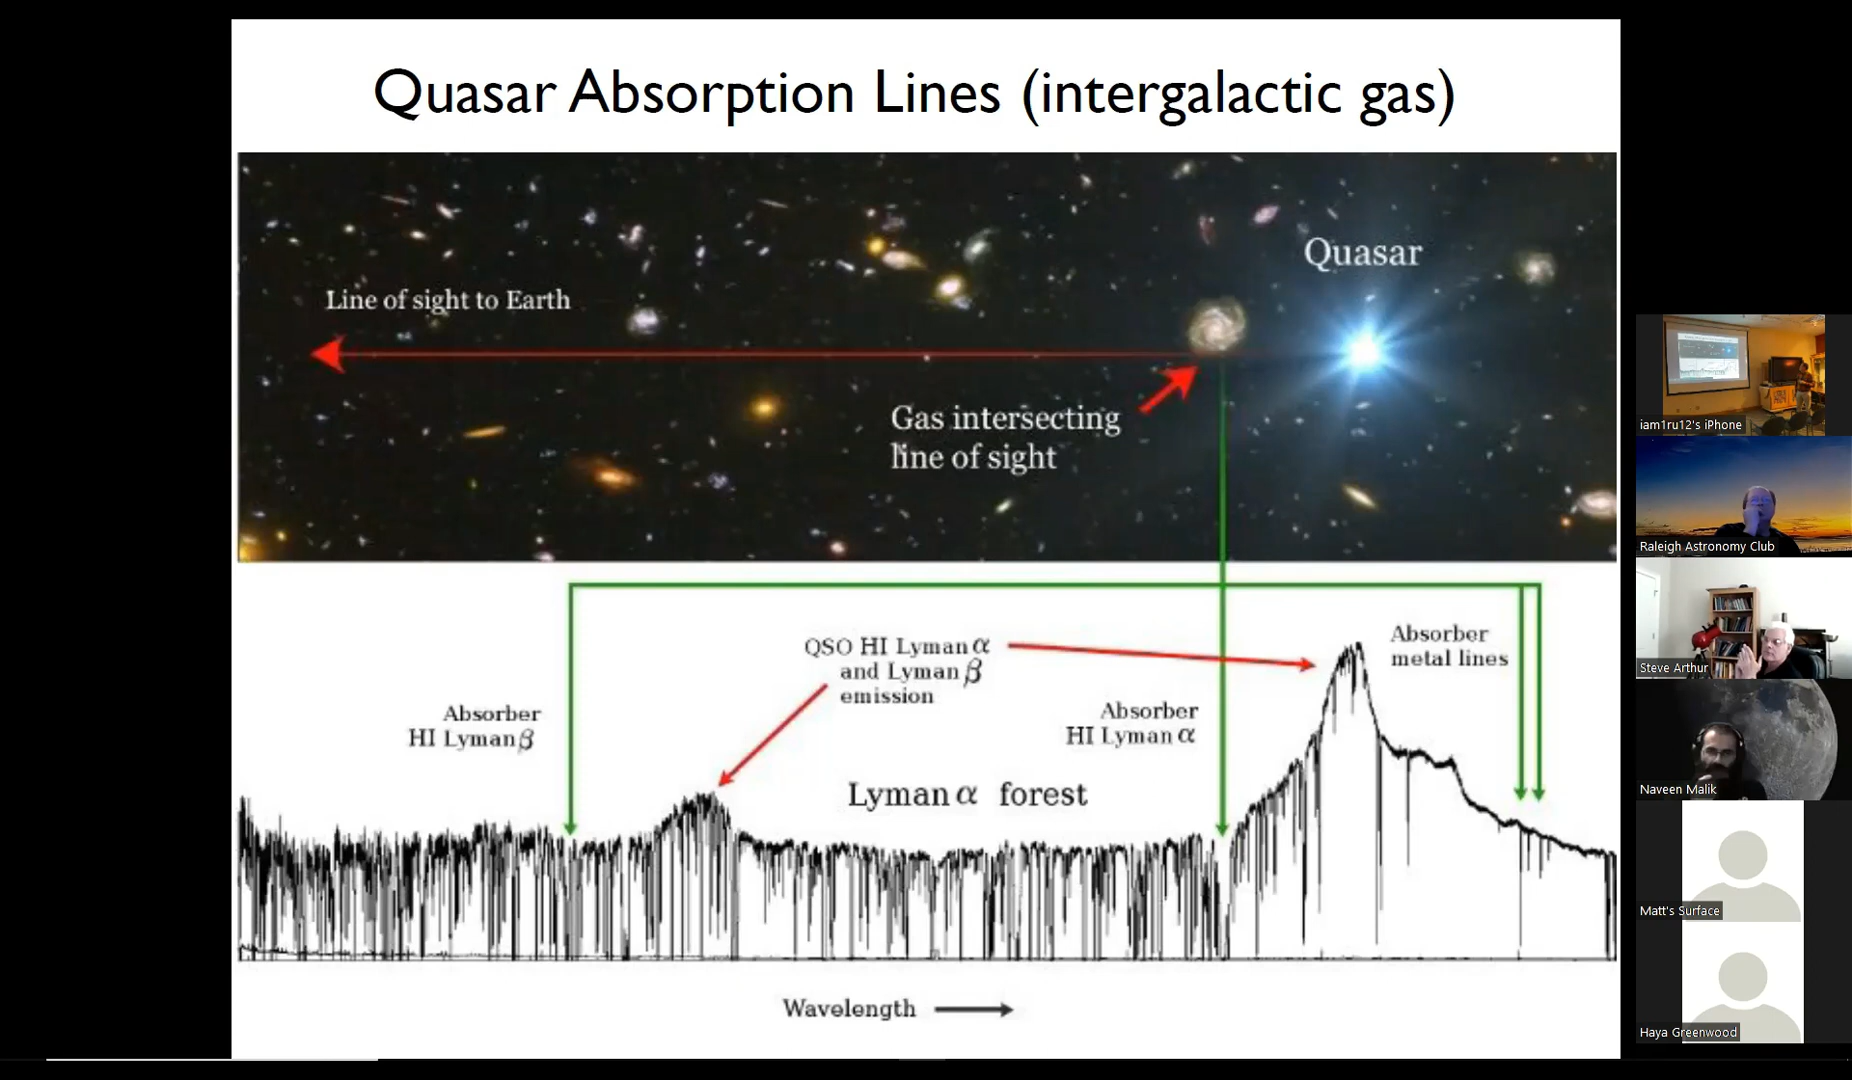 Quasar Absorption Lines (intergalactic gas)
Quasar
Line of sight to Earth
Gas intersecting
line of sight
QSO HI Lyman α
and Lyman β
emission
Absorber
metal lines
Absorber
HI Lyman β
Absorber
HI Lyman α
Lyman α forest
Wavelength
iam1ru12's iPhone
Raleigh Astronomy Club
Steve Arthur
Naveen Malik
Matt's Surface
Haya Greenwood